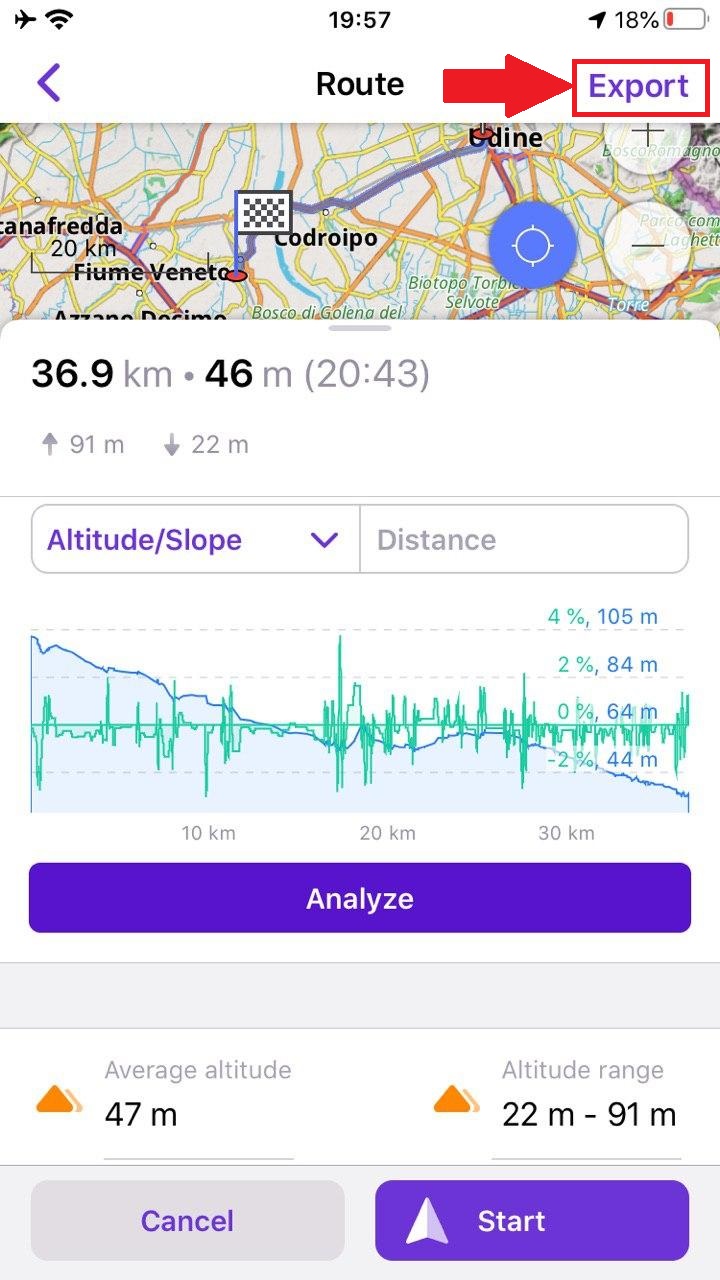 19:57
18%
Route
Export
Udine
BoscoRomagno
tanafredda
20 km
Codroipo
Parco com
Laghett
Fiume Veneto
Biotopo Torbie
Selvote
Torre
Azzano Decimo
Bosco di Golena del
36.9 km • 46 m (20:43)
91 m
22 m
Altitude/Slope
Distance
4 %, 105 m
2 %, 84 m
0 %, 64 m
-2 %, 44 m
10 km
20 km
30 km
Analyze
Average altitude
47 m
Altitude range
22 m - 91 m
Cancel
Start